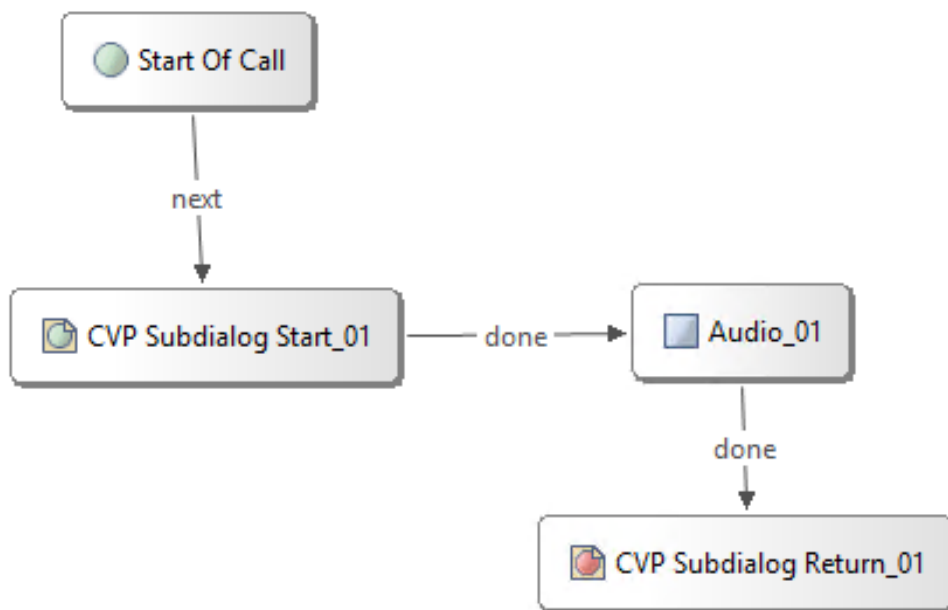 Start Of Call
next
CVP Subdialog Start_01
done
Audio_01
done
CVP Subdialog Return_01